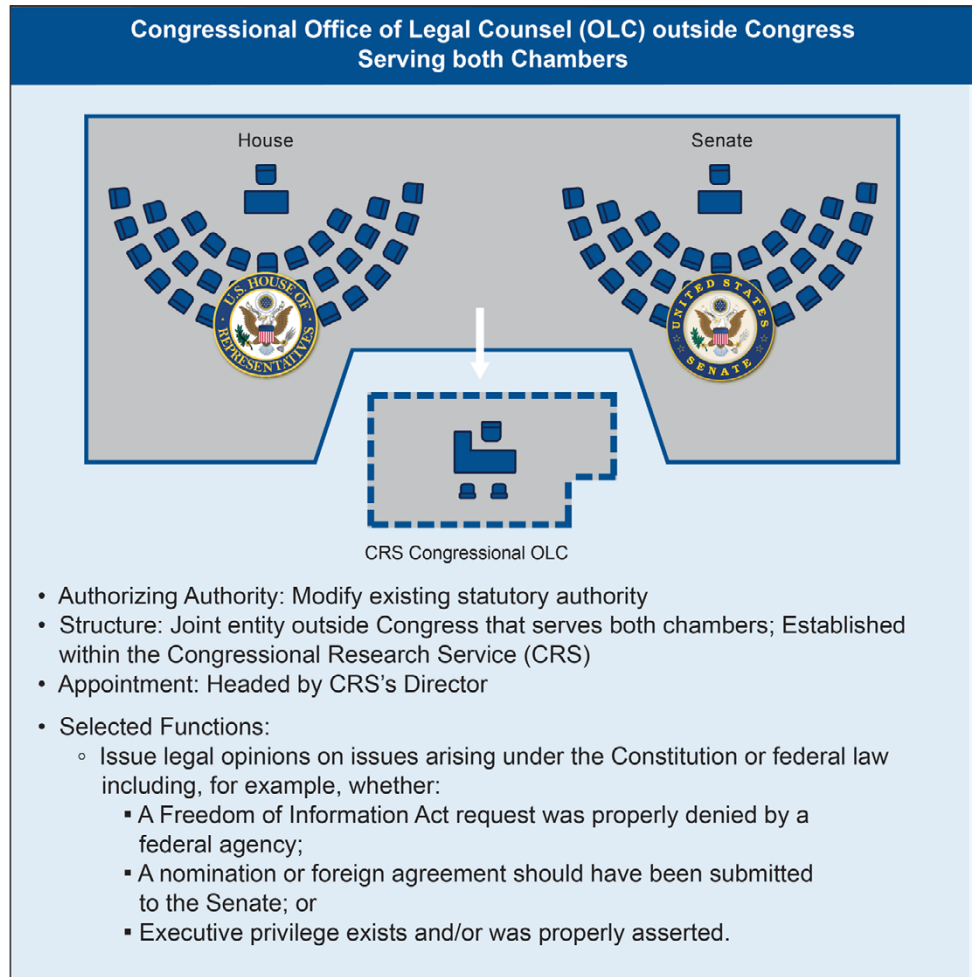 Congressional Office of Legal Counsel (OLC) outside Congress
Serving both Chambers
House
Senate
U.S. HOUSE OF
REPRESENTATIVES
UNITED STATES
SENATE
CRS Congressional OLC
• Authorizing Authority: Modify existing statutory authority
• Structure: Joint entity outside Congress that serves both chambers; Established
within the Congressional Research Service (CRS)
• Appointment: Headed by CRS’s Director
• Selected Functions:
◦ Issue legal opinions on issues arising under the Constitution or federal law
including, for example, whether:
▪ A Freedom of Information Act request was properly denied by a
federal agency;
▪ A nomination or foreign agreement should have been submitted
to the Senate; or
▪ Executive privilege exists and/or was properly asserted.